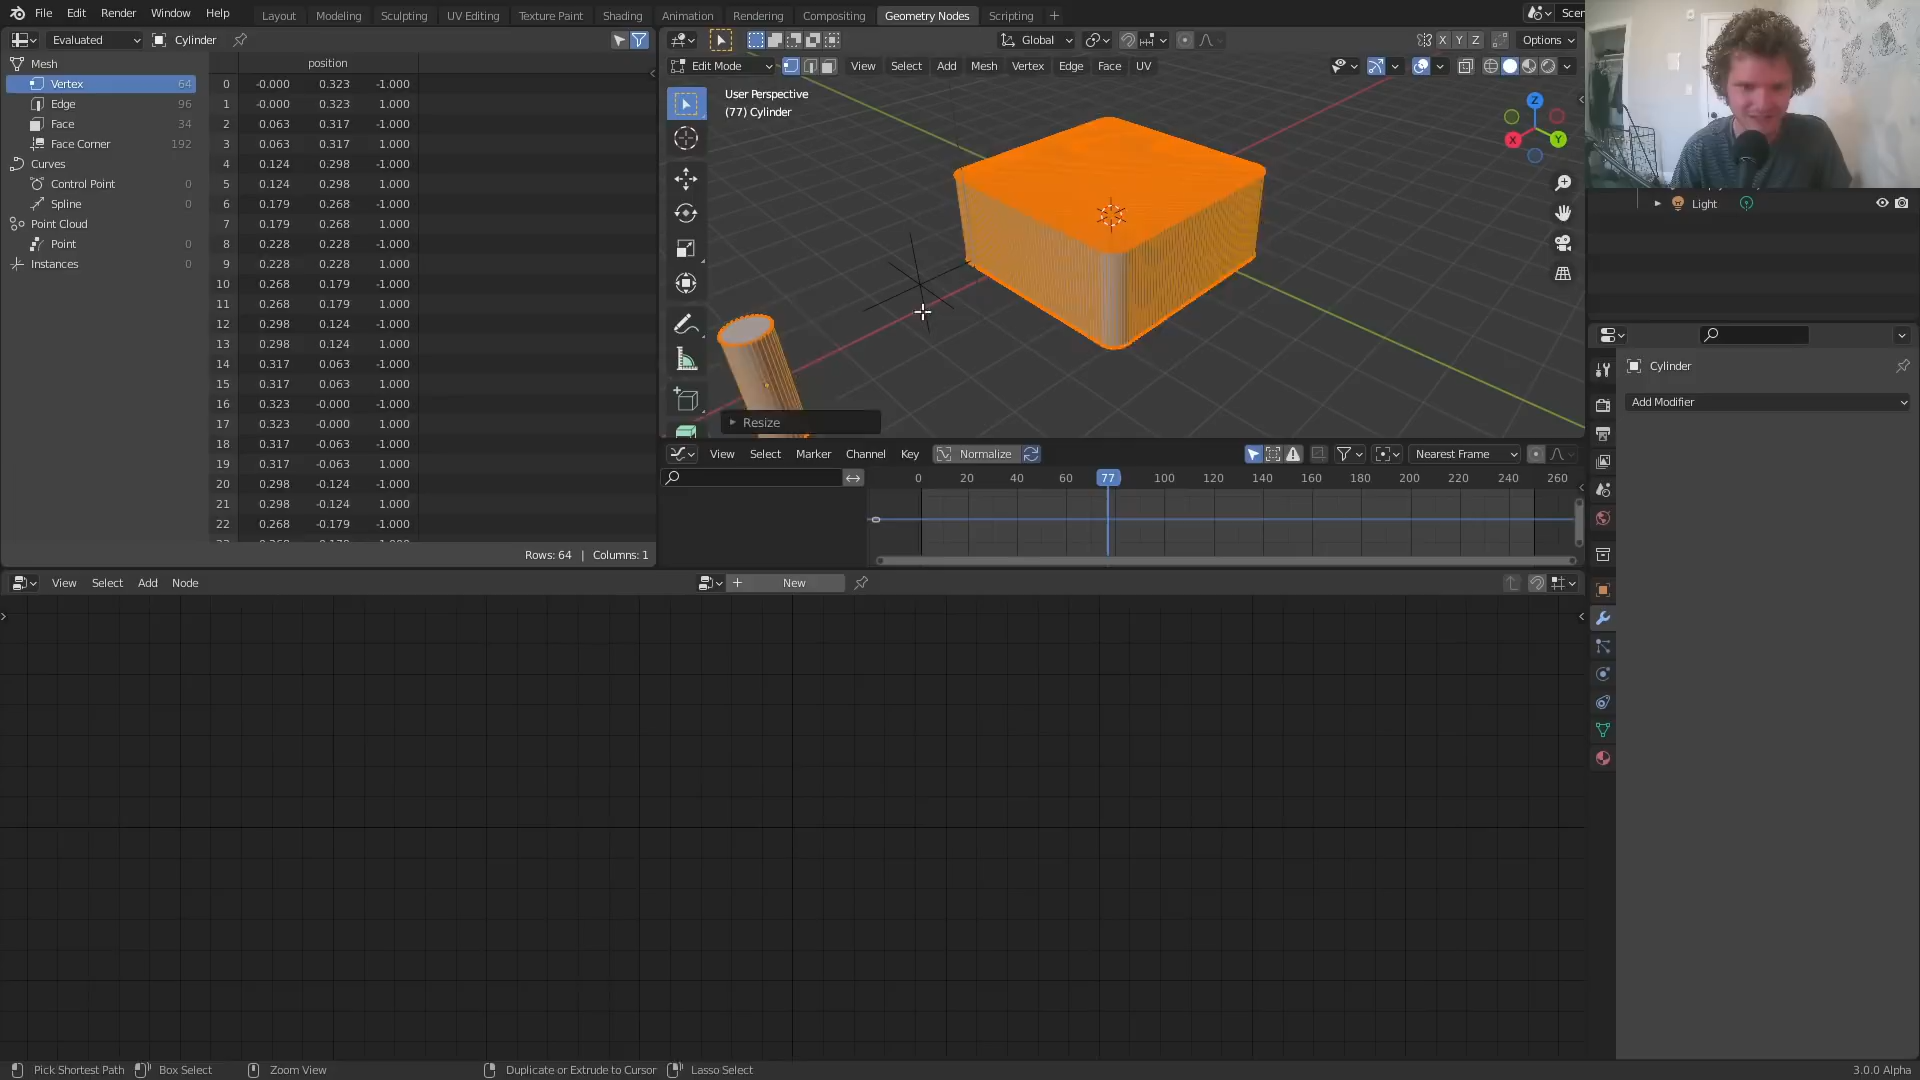 File Edit Render Window Help
Layout Modeling Sculpting UV Editing Texture Paint Shading Animation Rendering Compositing Geometry Nodes Scripting +
Evaluated Cylinder
Global
X Y Z
Options
Mesh
Vertex 64
Edge 96
Face 34
Face Corner 192
Curves
Control Point 0
Spline 0
Point Cloud
Point 0
Instances 0
position
0 -0.000 0.323 -1.000
1 -0.000 0.323 1.000
2 0.063 0.317 -1.000
3 0.063 0.317 1.000
4 0.124 0.298 -1.000
5 0.124 0.298 1.000
6 0.179 0.268 -1.000
7 0.179 0.268 1.000
8 0.228 0.228 -1.000
9 0.228 0.228 1.000
10 0.268 0.179 -1.000
11 0.268 0.179 1.000
12 0.298 0.124 -1.000
13 0.298 0.124 1.000
14 0.317 0.063 -1.000
15 0.317 0.063 1.000
16 0.323 -0.000 -1.000
17 0.323 -0.000 1.000
18 0.317 -0.063 -1.000
19 0.317 -0.063 1.000
20 0.298 -0.124 -1.000
21 0.298 -0.124 1.000
22 0.268 -0.179 -1.000
Rows: 64 | Columns: 1
Edit Mode View Select Add Mesh Vertex Edge Face UV
User Perspective
(77) Cylinder
Z
X
Y
Resize
View Select Marker Channel Key Normalize Nearest Frame
0 20 40 60 77 100 120 140 160 180 200 220 240 260
Light
Cylinder
Add Modifier
View Select Add Node New
Pick Shortest Path Box Select Zoom View Duplicate or Extrude to Cursor Lasso Select
3.0.0 Alpha